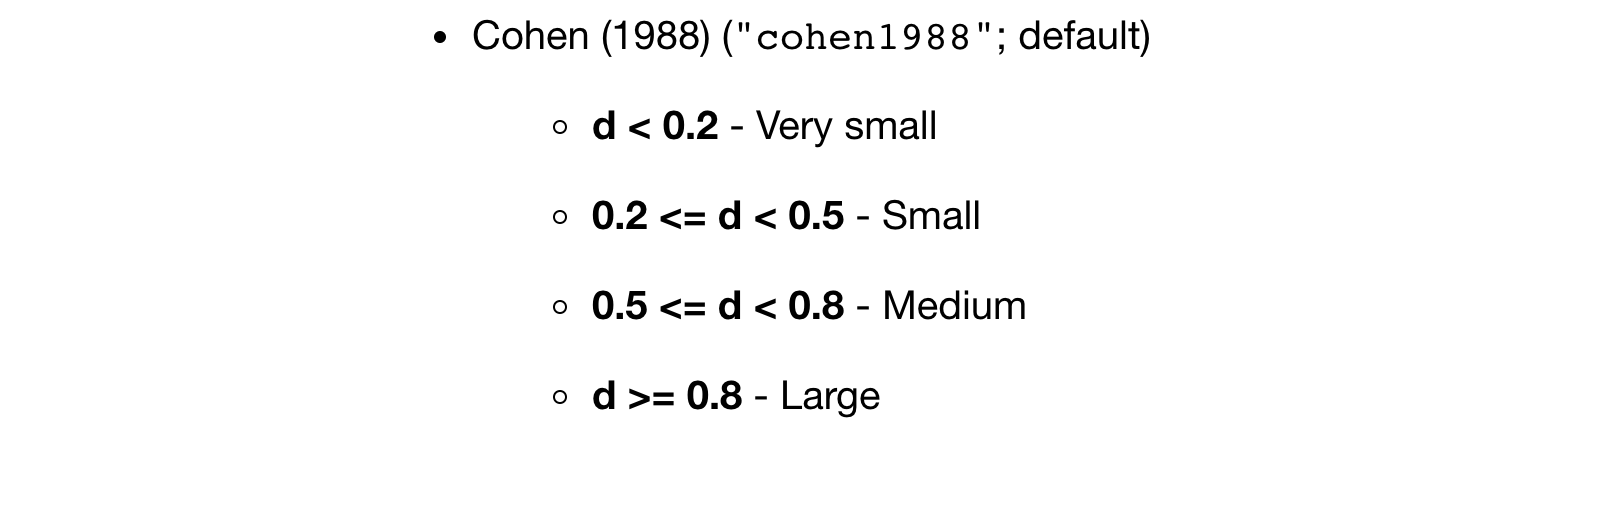 • Cohen (1988) ("cohen1988"; default)
◦ d < 0.2 - Very small
◦ 0.2 <= d < 0.5 - Small
◦ 0.5 <= d < 0.8 - Medium
◦ d >= 0.8 - Large